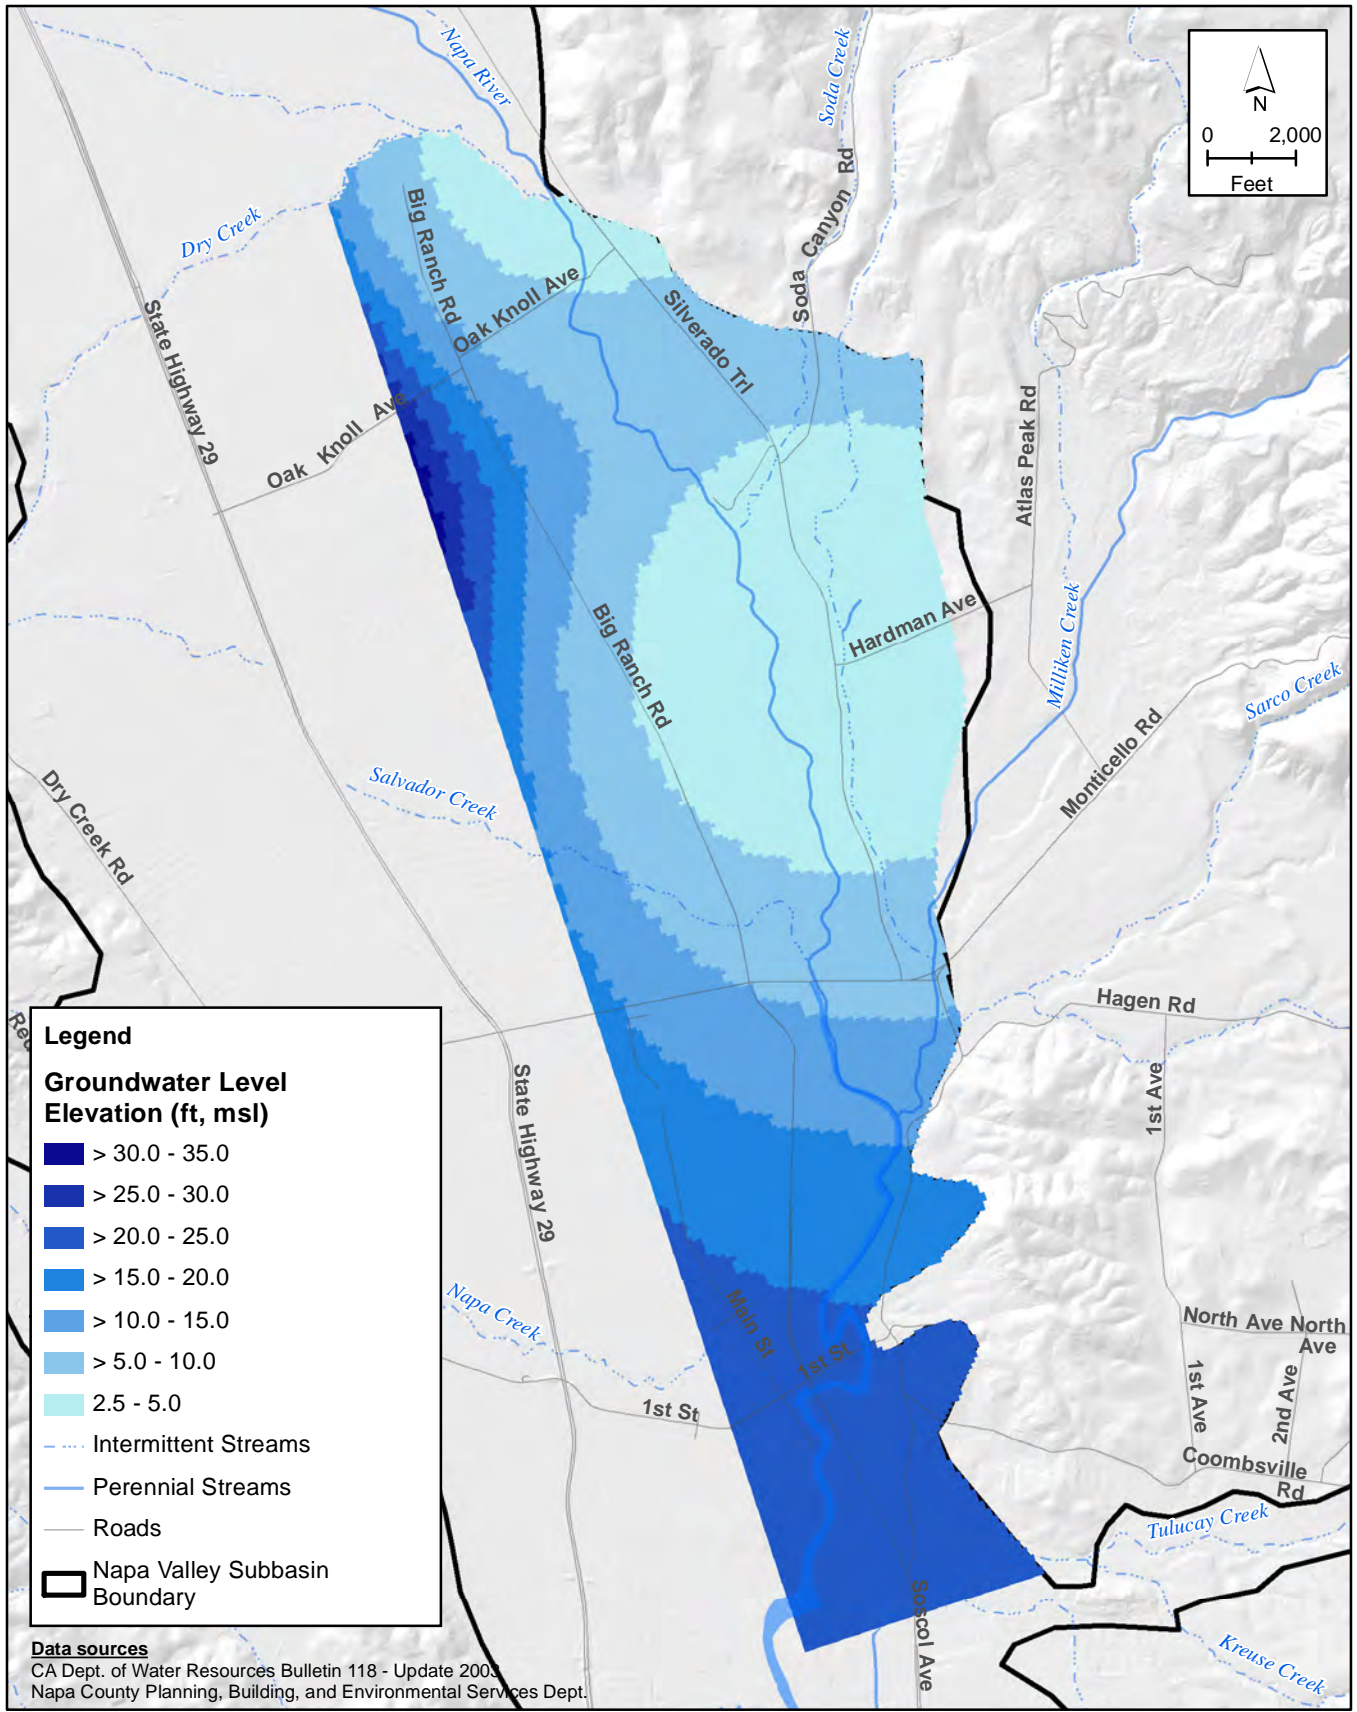 Napa River
Soda Creek
N
0 2,000
Feet
Soda Canyon Rd
Big Ranch Rd
Dry Creek
Oak Knoll Ave
Silverado Trl
State Highway 29
Oak Knoll Ave
Atlas Peak Rd
Hardman Ave
Milliken Creek
Big Ranch Rd
Sarco Creek
Monticello Rd
Salvador Creek
Dry Creek Rd
Hagen Rd
1st Ave
State Highway 29
Napa Creek
Main St
1st St
1st St
North Ave North
Ave
1st Ave
2nd Ave
Coombsville
Rd
Tulucay Creek
Soscol Ave
Kreuse Creek
Legend
Groundwater Level
Elevation (ft, msl)
> 30.0 - 35.0
> 25.0 - 30.0
> 20.0 - 25.0
> 15.0 - 20.0
> 10.0 - 15.0
> 5.0 - 10.0
2.5 - 5.0
Intermittent Streams
Perennial Streams
Roads
Napa Valley Subbasin
Boundary
Data sources
CA Dept. of Water Resources Bulletin 118 - Update 2003
Napa County Planning, Building, and Environmental Services Dept.